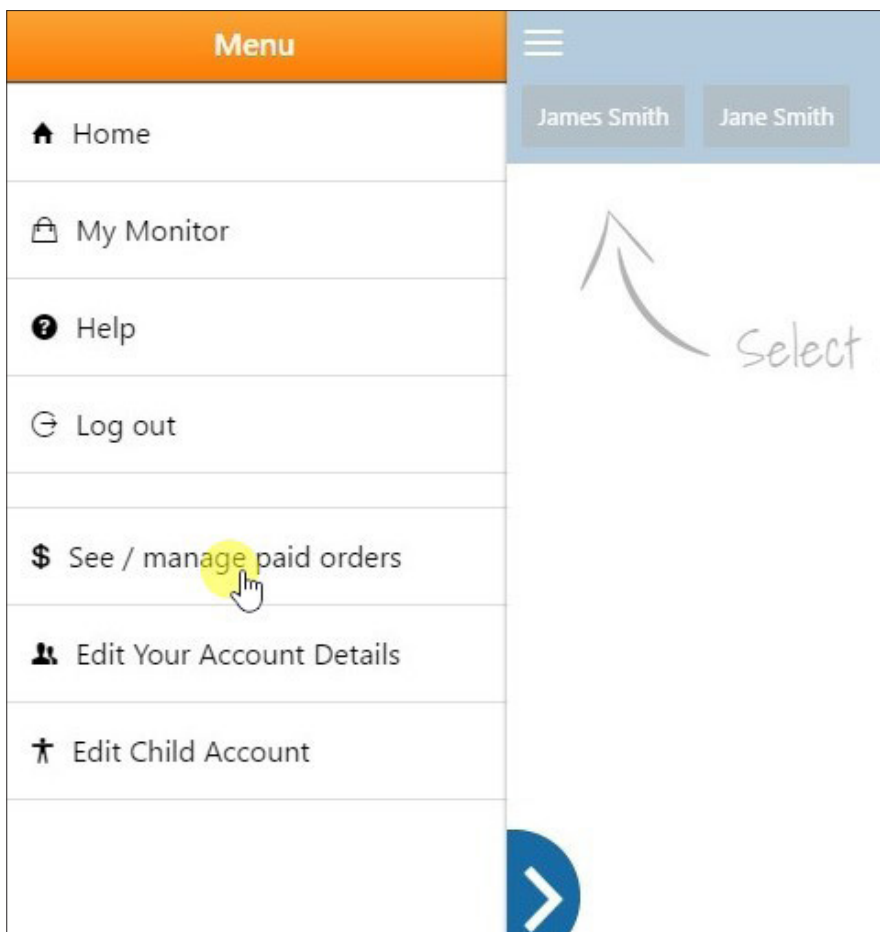 Menu
Home
My Monitor
Help
Log out
See / manage paid orders
Edit Your Account Details
Edit Child Account
James Smith
Jane Smith
Select